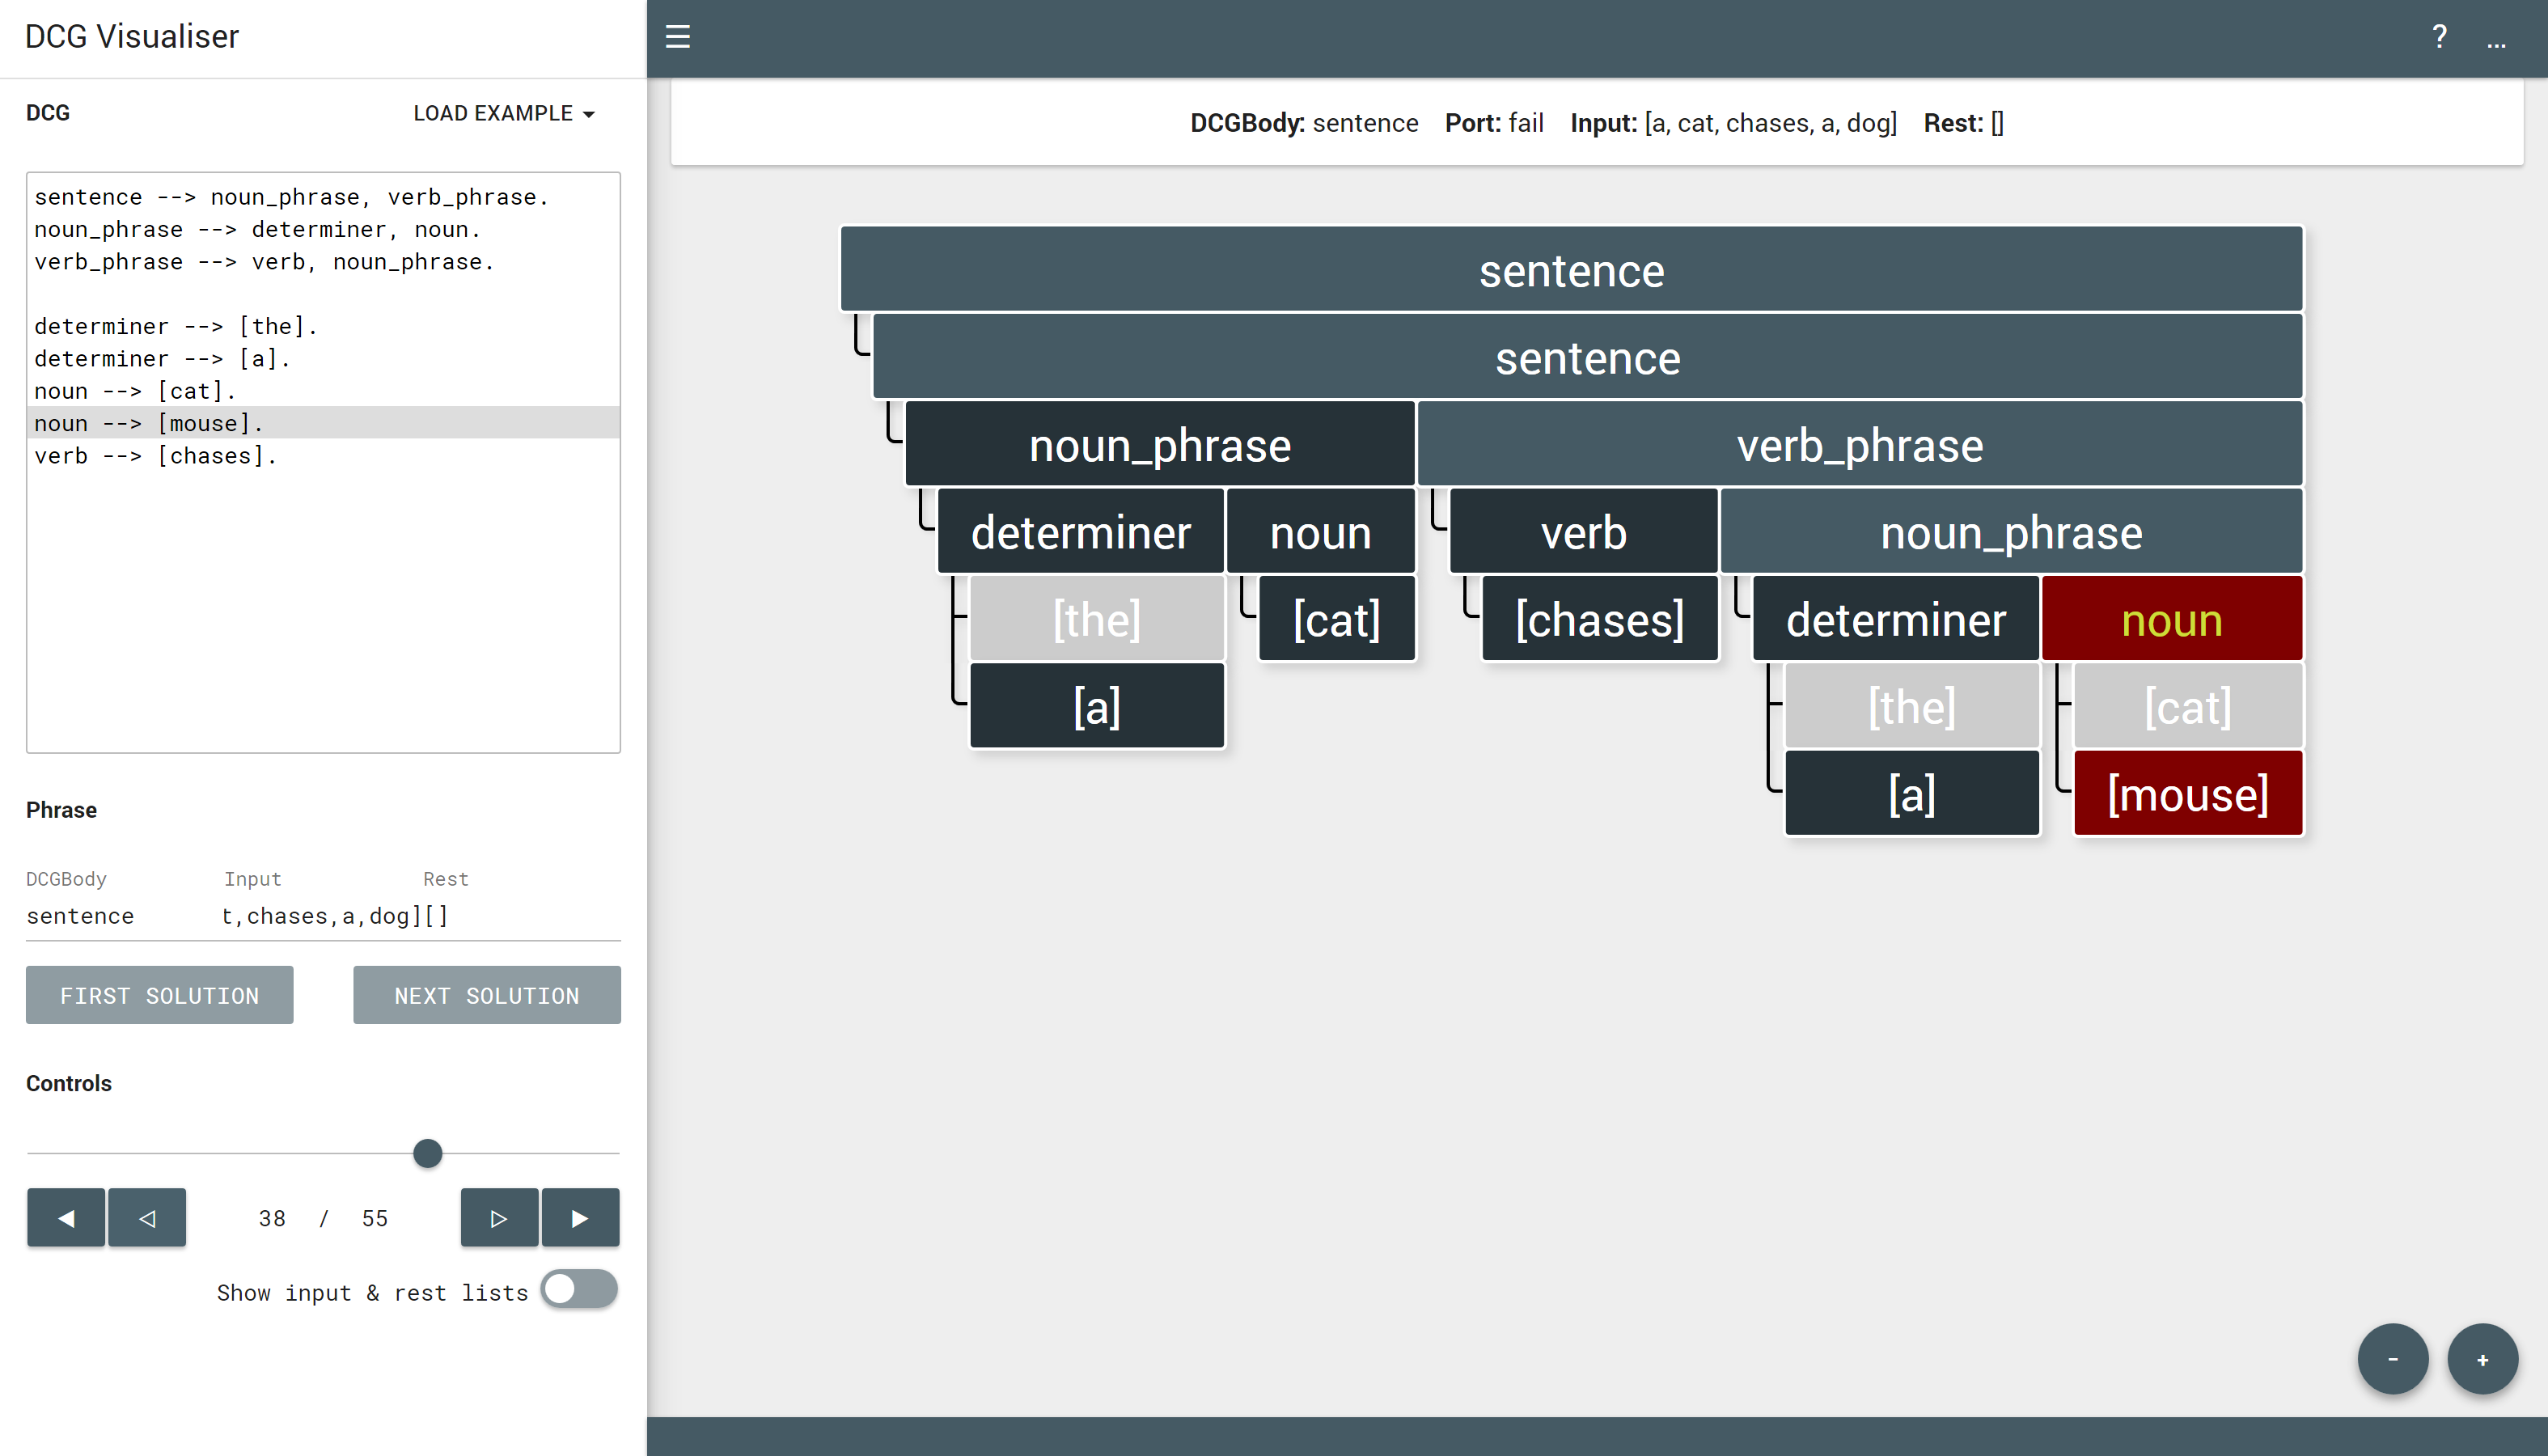 DCG Visualiser
☰
? ...
DCG
LOAD EXAMPLE
sentence --> noun_phrase, verb_phrase.
noun_phrase --> determiner, noun.
verb_phrase --> verb, noun_phrase.
determiner --> [the].
determiner --> [a].
noun --> [cat].
noun --> [mouse].
verb --> [chases].
Phrase
DCGBody Input Rest
sentence t,chases,a,dog][]
FIRST SOLUTION NEXT SOLUTION
Controls
38 / 55
Show input & rest lists
DCGBody: sentence Port: fail Input: [a, cat, chases, a, dog] Rest: []
sentence
sentence
noun_phrase verb_phrase
determiner noun verb noun_phrase
[the] [cat] [chases] determiner noun
[a] [the] [cat]
[a] [mouse]
- +